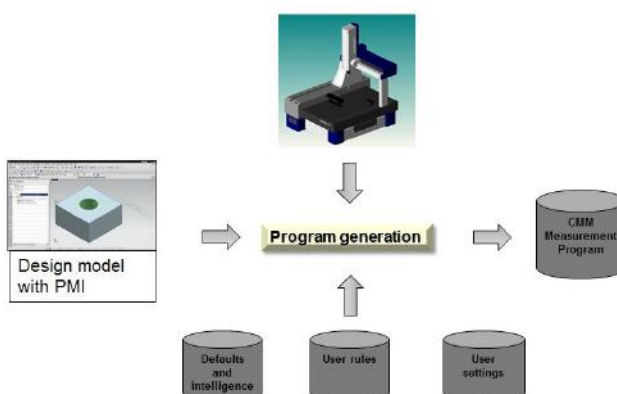 Program generation
CMM
Measurement
Program
Design model
with PMI
Defaults
and
intelligence
User rules
User
settings